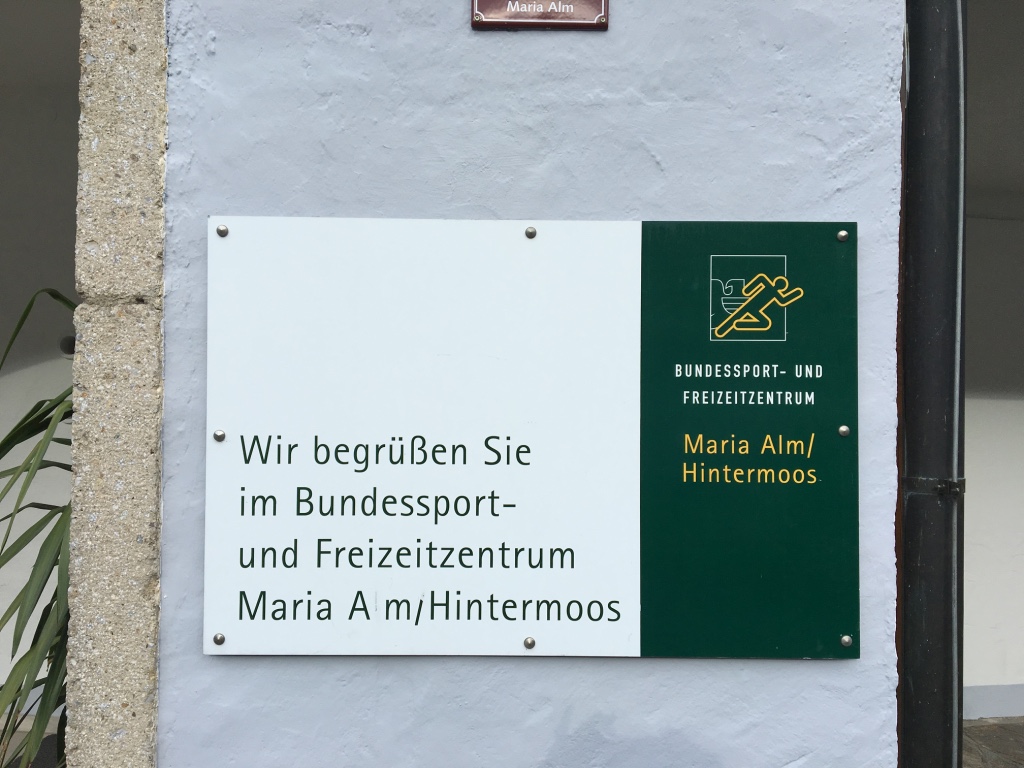 Maria Alm
Wir begrüßen Sie
im Bundessport-
und Freizeitzentrum
Maria A m/Hintermoos
BUNDESSPORT- UND
FREIZEITZENTRUM
Maria Alm/
Hintermoos